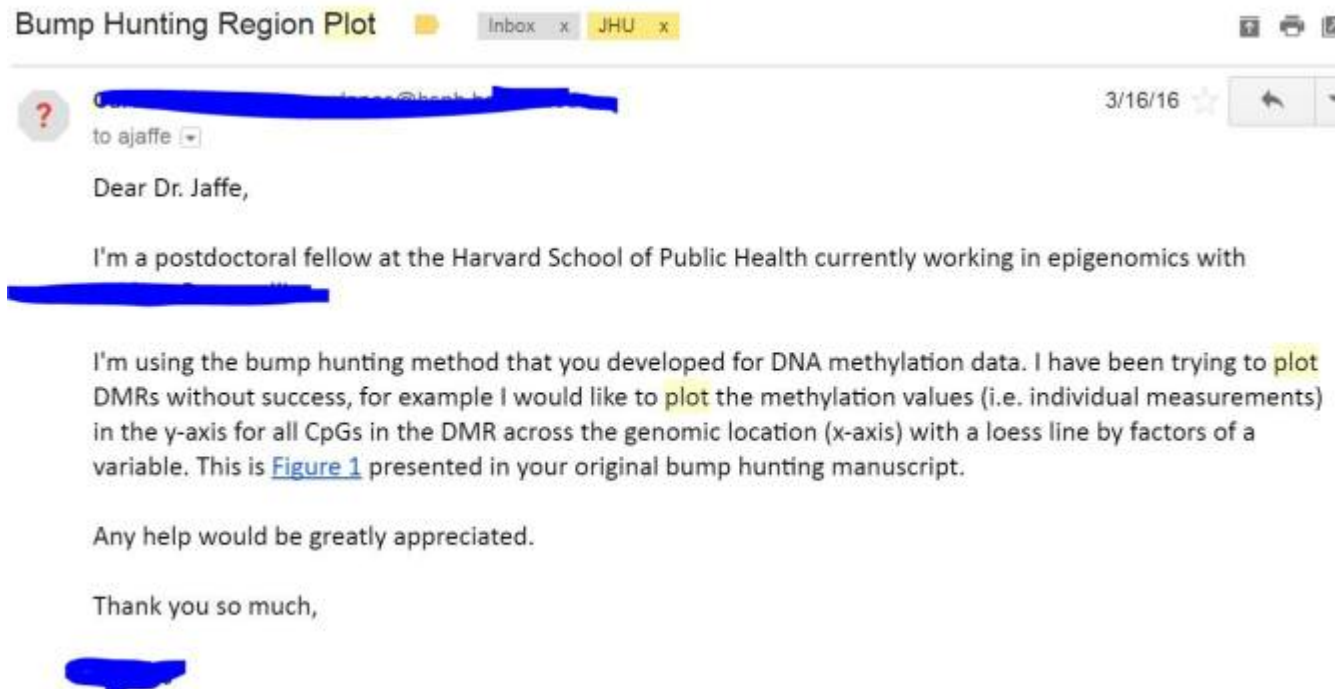 Bump Hunting Region Plot Inbox x JHU x
?
3/16/16
to ajaffe
Dear Dr. Jaffe,
I'm a postdoctoral fellow at the Harvard School of Public Health currently working in epigenomics with
I'm using the bump hunting method that you developed for DNA methylation data. I have been trying to plot
DMRs without success, for example I would like to plot the methylation values (i.e. individual measurements)
in the y-axis for all CpGs in the DMR across the genomic location (x-axis) with a loess line by factors of a
variable. This is Figure 1 presented in your original bump hunting manuscript.
Any help would be greatly appreciated.
Thank you so much,